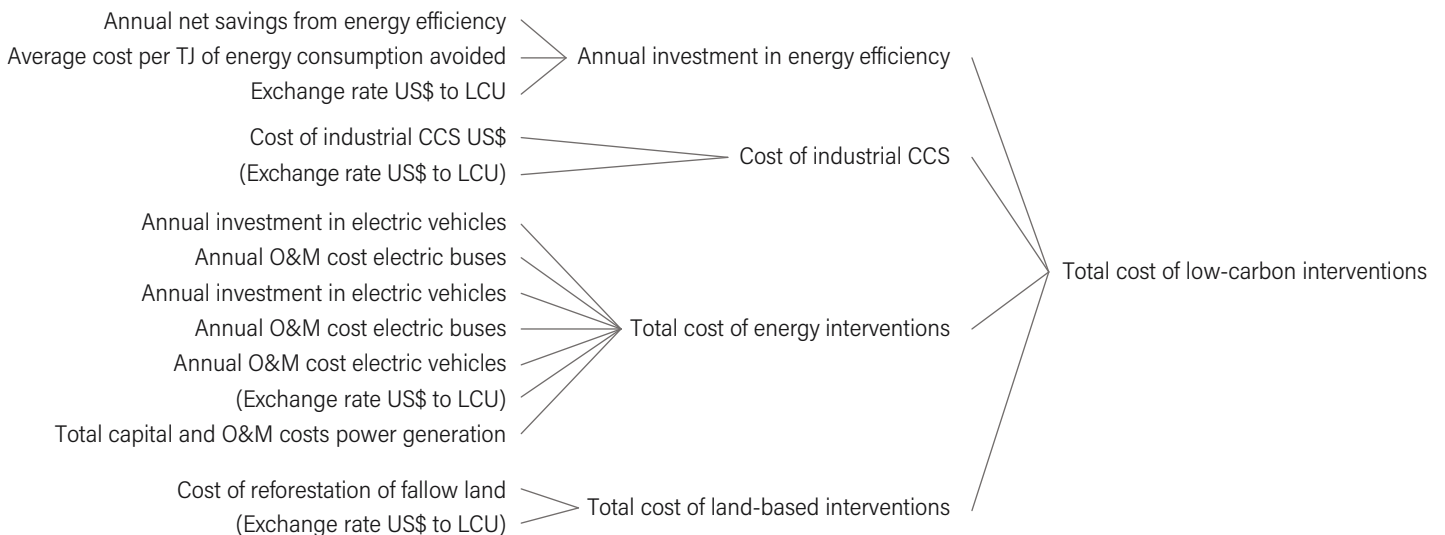 Annual net savings from energy efficiency
Average cost per TJ of energy consumption avoided
Exchange rate US$ to LCU
Annual investment in energy efficiency
Cost of industrial CCS US$
(Exchange rate US$ to LCU)
Cost of industrial CCS
Annual investment in electric vehicles
Annual O&M cost electric buses
Annual investment in electric vehicles
Annual O&M cost electric buses
Annual O&M cost electric vehicles
(Exchange rate US$ to LCU)
Total capital and O&M costs power generation
Total cost of energy interventions
Cost of reforestation of fallow land
(Exchange rate US$ to LCU)
Total cost of land-based interventions
Total cost of low-carbon interventions